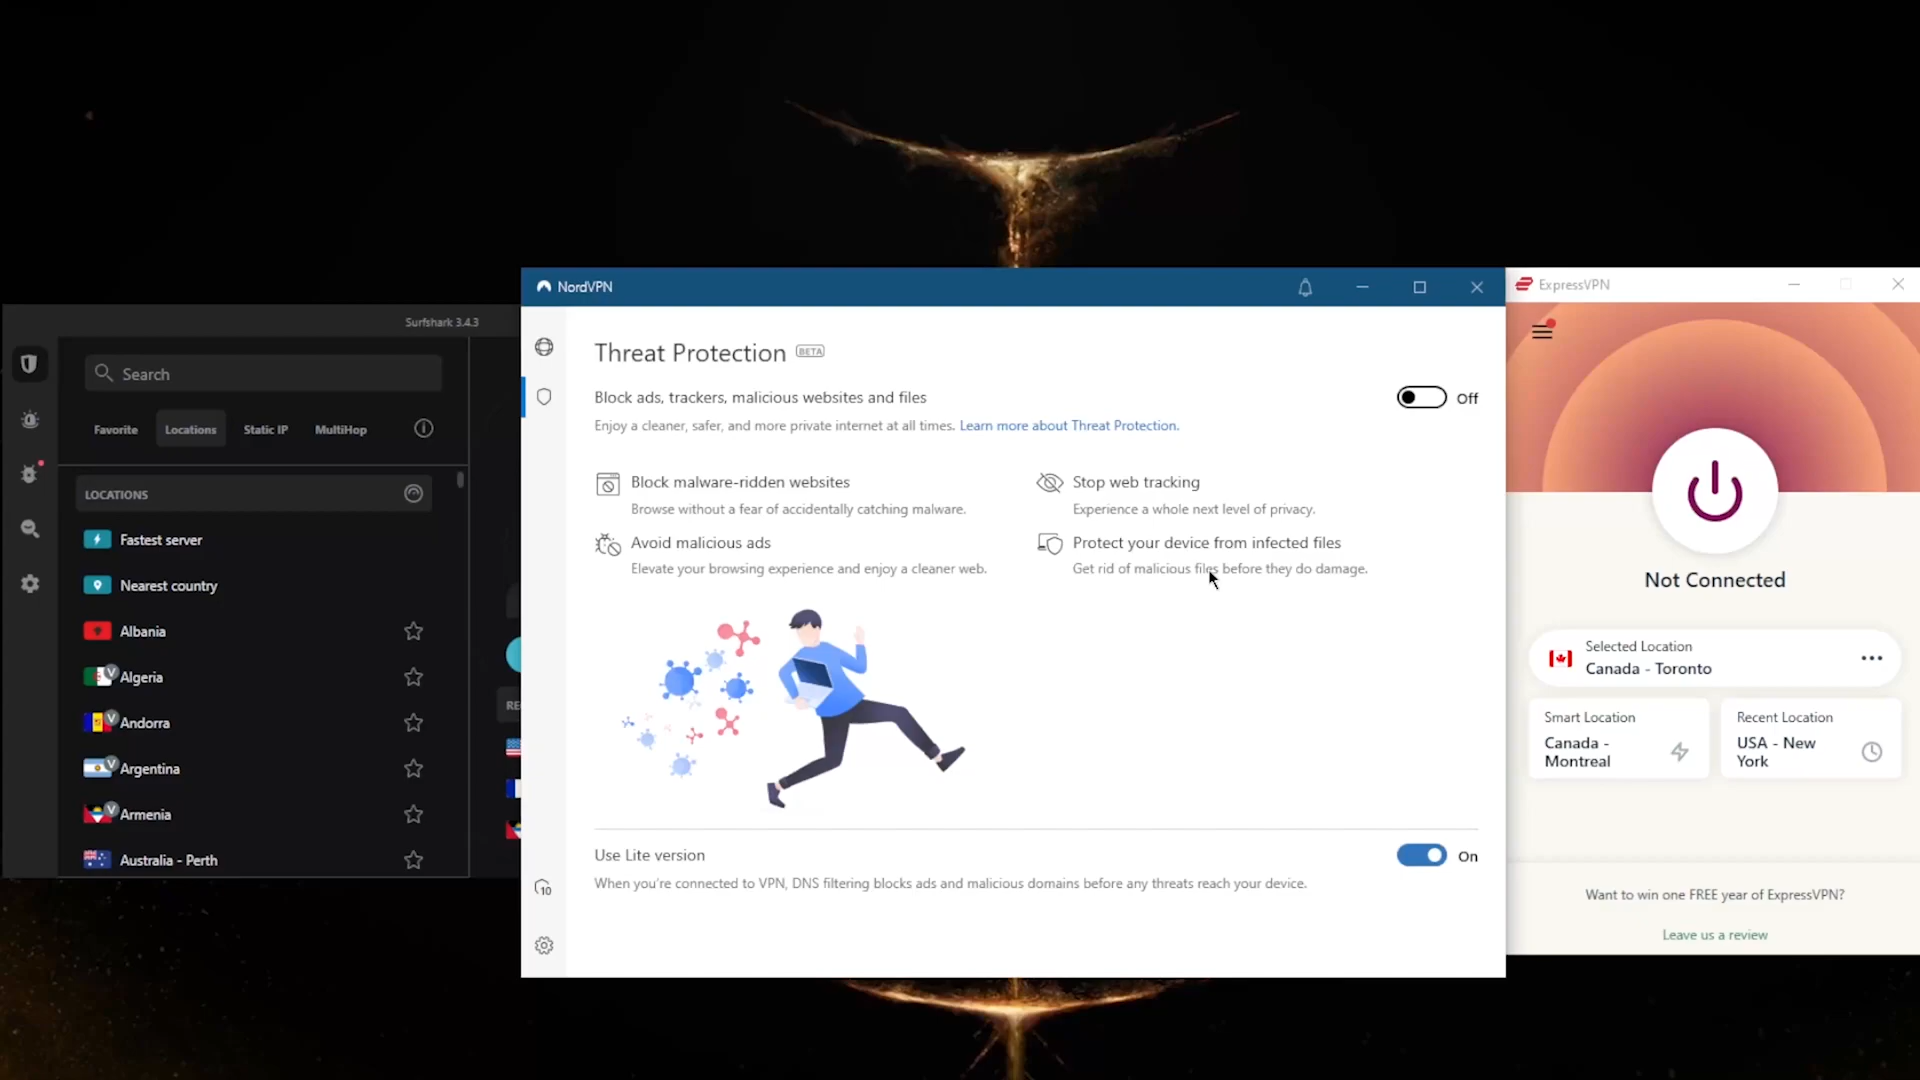 Surfshark 3.4.3
Search
Favorite
Locations
Static IP
MultiHop
LOCATIONS
Fastest server
Nearest country
Albania
Algeria
Andorra
Argentina
Armenia
Australia - Perth
RE
NordVPN
Threat Protection BETA
Block ads, trackers, malicious websites and files
Off
Enjoy a cleaner, safer, and more private internet at all times. Learn more about Threat Protection.
Block malware-ridden websites
Browse without a fear of accidentally catching malware.
Stop web tracking
Experience a whole next level of privacy.
Avoid malicious ads
Elevate your browsing experience and enjoy a cleaner web.
Protect your device from infected files
Get rid of malicious files before they do damage.
Use Lite version
On
When you're connected to VPN, DNS filtering blocks ads and malicious domains before any threats reach your device.
10
ExpressVPN
Not Connected
Selected Location
Canada - Toronto
Smart Location
Canada -
Montreal
Recent Location
USA - New
York
Want to win one FREE year of ExpressVPN?
Leave us a review